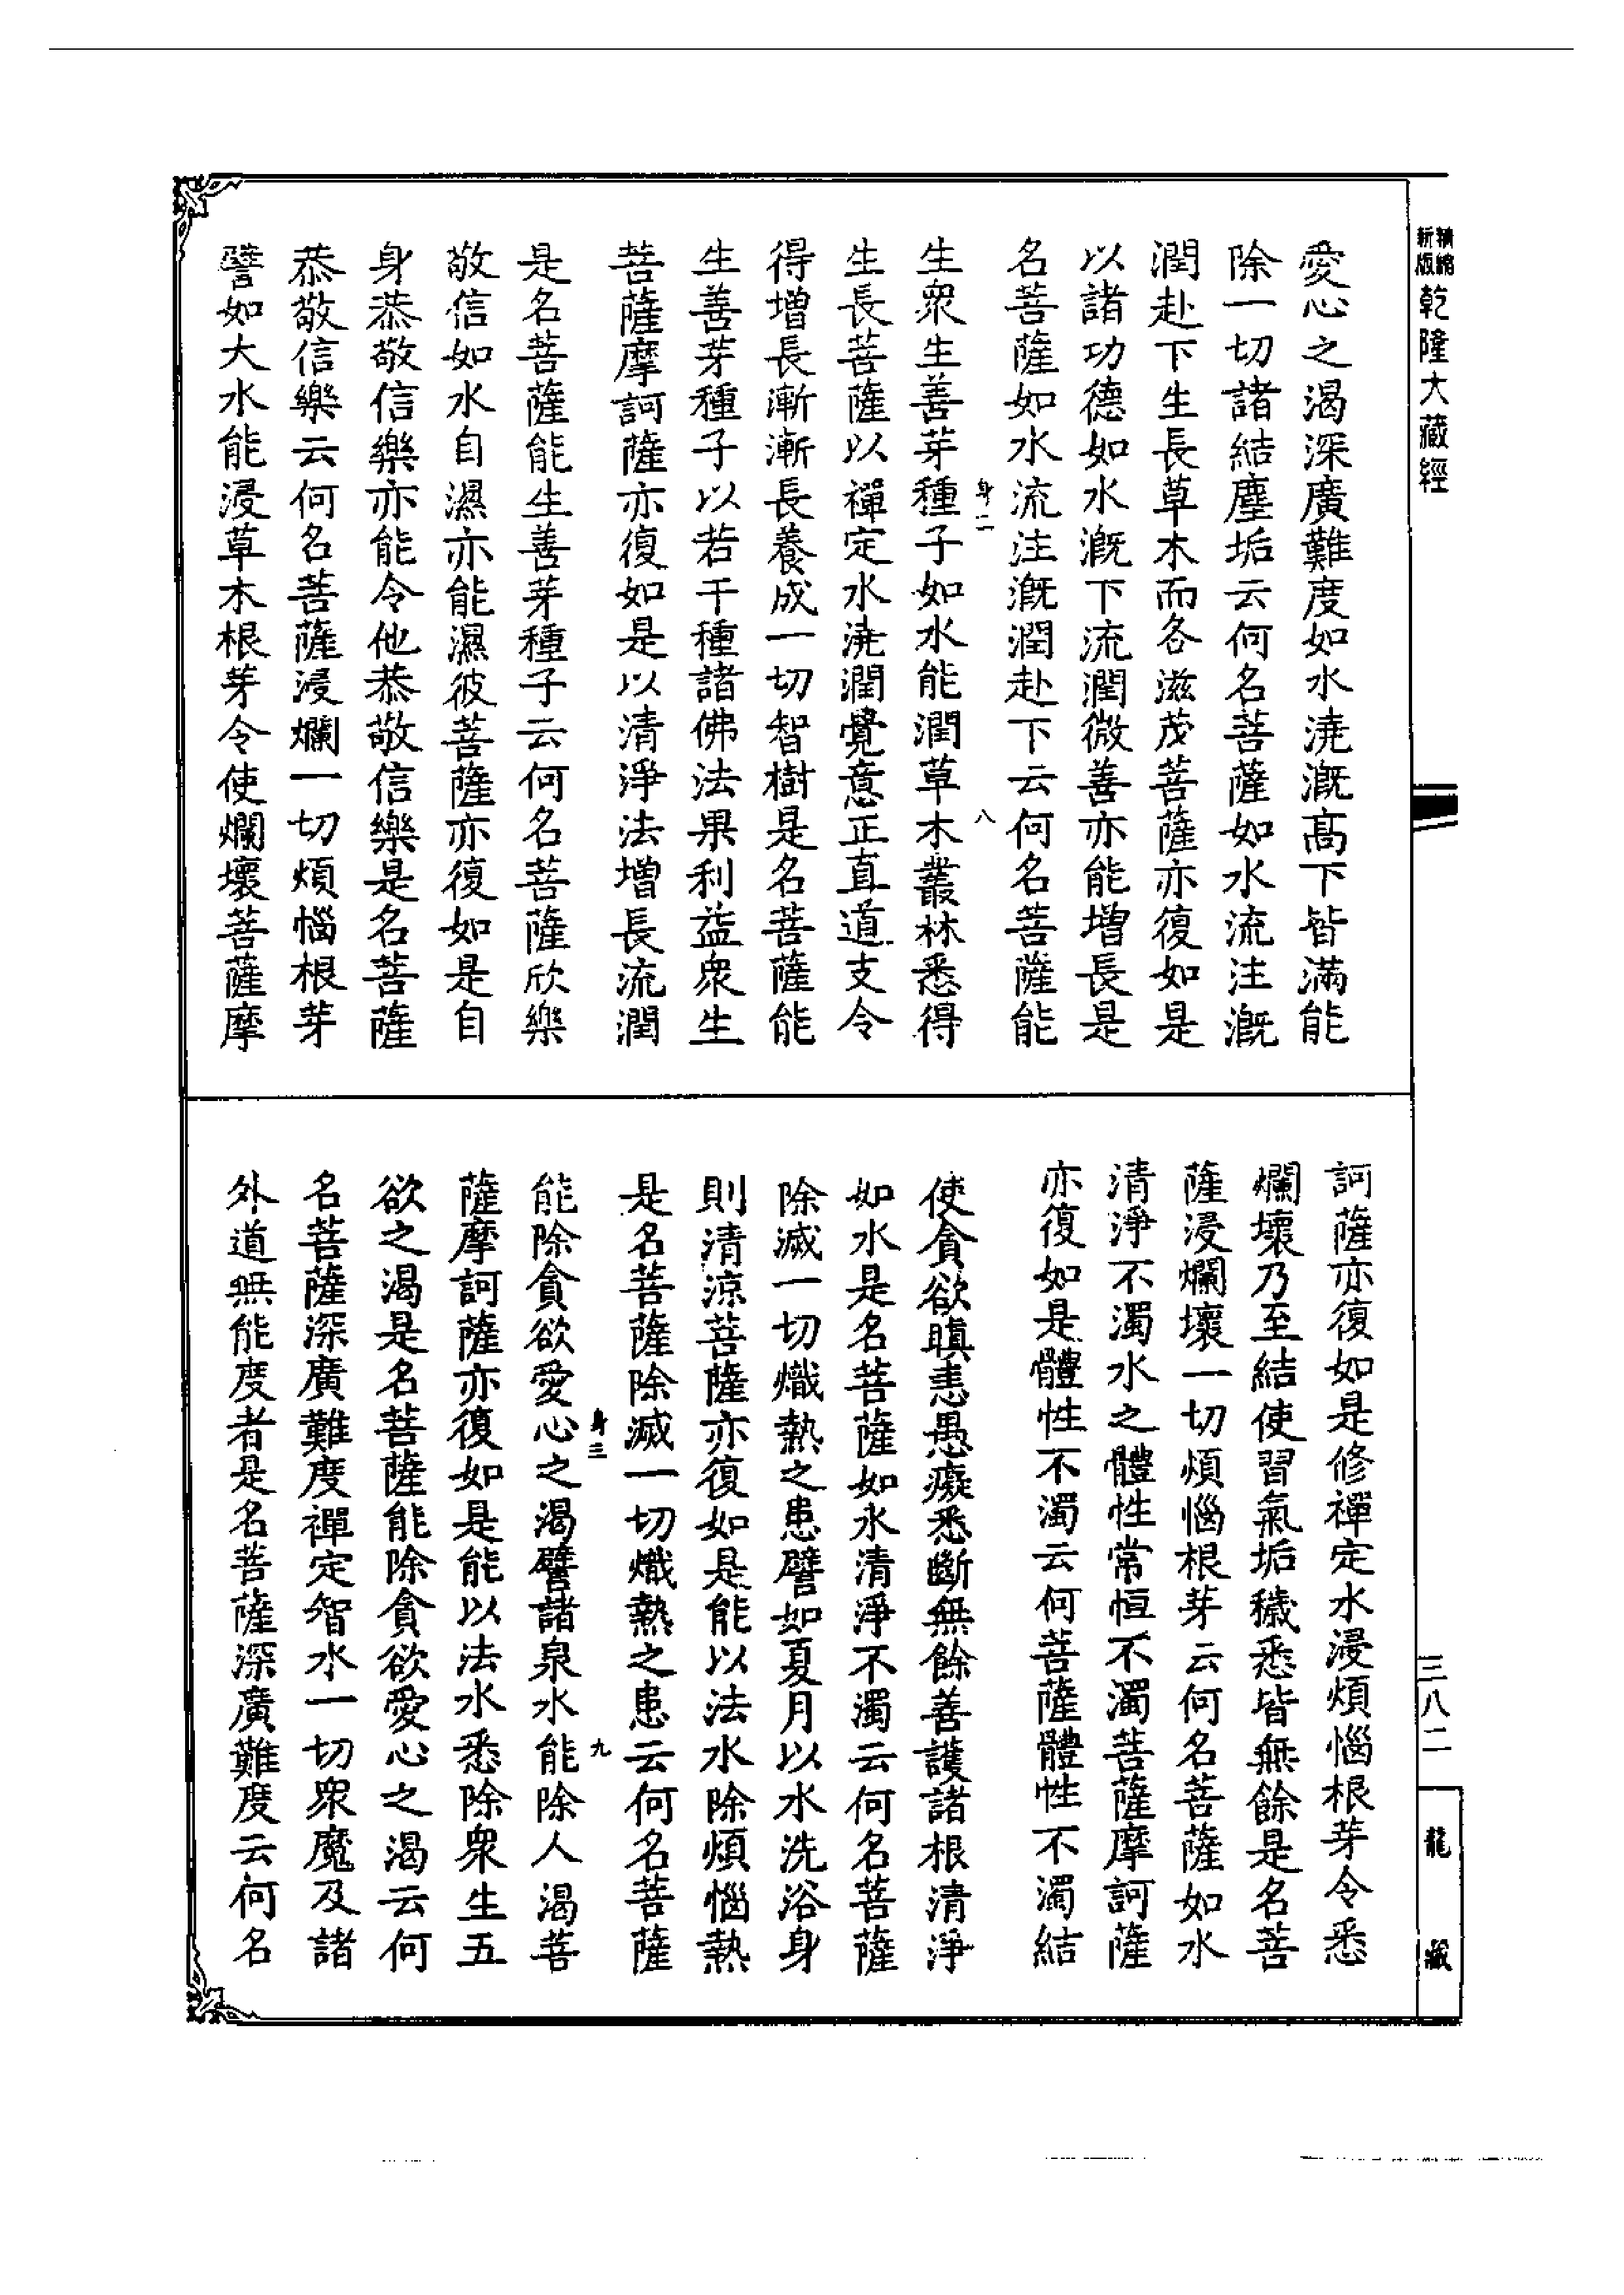 精縮新版乾隆大藏經
愛心之渴深廣難度如水澆溉高下皆滿能
除一切諸結塵垢云何名菩薩如水流注溉
潤赴下生長草木而各滋茂菩薩亦復如是
以諸功德如水溉下流潤微善亦能增長是
名菩薩如水流注溉潤赴下云何名菩薩能
身二
八
生衆生善芽種子如水能潤草木叢林悉得
生長菩薩以禪定水澆潤覺意正直道支令
得增長漸漸長養成一切智樹是名菩薩能
生善芽種子以若干種諸佛法果利益衆生
菩薩摩訶薩亦復如是以清淨法增長流潤
是名菩薩能生善芽種子云何名菩薩欣樂
敬信如水自濕亦能濕彼菩薩亦復如是自
身恭敬信樂亦能令他恭敬信樂是名菩薩
恭敬信樂云何名菩薩浸爛一切煩惱根芽
譬如大水能浸草木根芽令使爛壞菩薩摩
訶薩亦復如是修禪定水浸煩惱根芽令悉
爛壞乃至結使習氣垢穢悉皆無餘是名菩
薩浸爛壞一切煩惱根芽云何名菩薩如水
清淨不濁水之體性常恒不濁菩薩摩訶薩
亦復如是體性不濁云何菩薩體性不濁結
使貪欲瞋恚愚癡悉斷無餘善護諸根清淨
如水是名菩薩如水清淨不濁云何名菩薩
除滅一切熾熱之患譬如夏月以水洗浴身
則清涼菩薩亦復如是能以法水除煩惱熱
是名菩薩除滅一切熾熱之患云何名菩薩
身三
九
能除貪欲愛心之渴譬諸泉水能除人渴菩
薩摩訶薩亦復如是能以法水悉除衆生五
欲之渴是名菩薩能除貪欲愛心之渴云何
名菩薩深廣難度禪定智水一切衆魔及諸
外道無能度者是名菩薩深廣難度云何名
三八二
龍藏